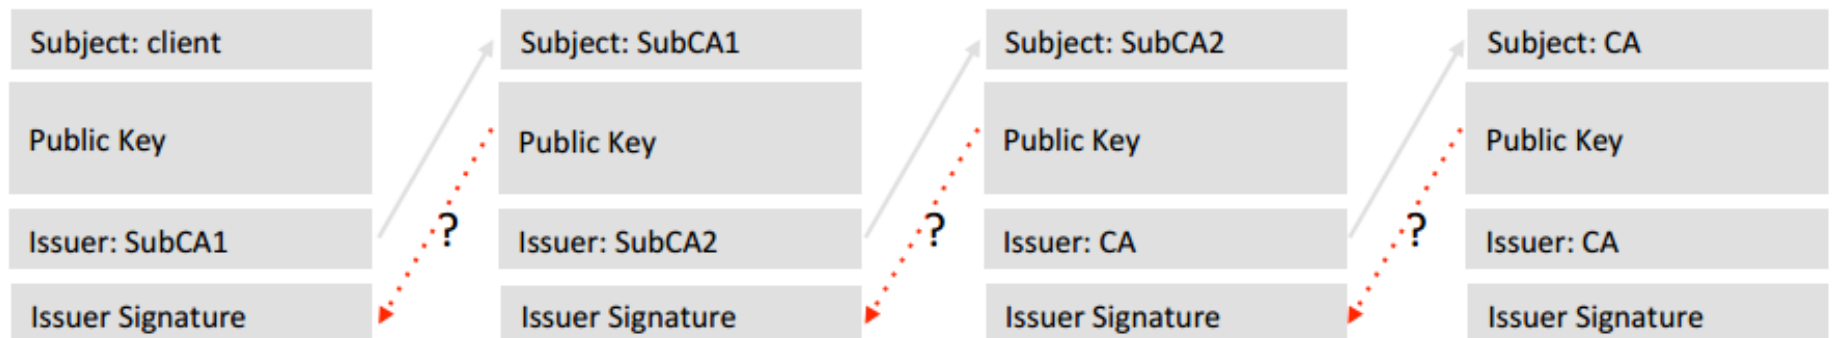 Subject: client
Public Key
Issuer: SubCA1
Issuer Signature
?
Subject: SubCA1
Public Key
Issuer: SubCA2
Issuer Signature
?
Subject: SubCA2
Public Key
Issuer: CA
Issuer Signature
?
Subject: CA
Public Key
Issuer: CA
Issuer Signature